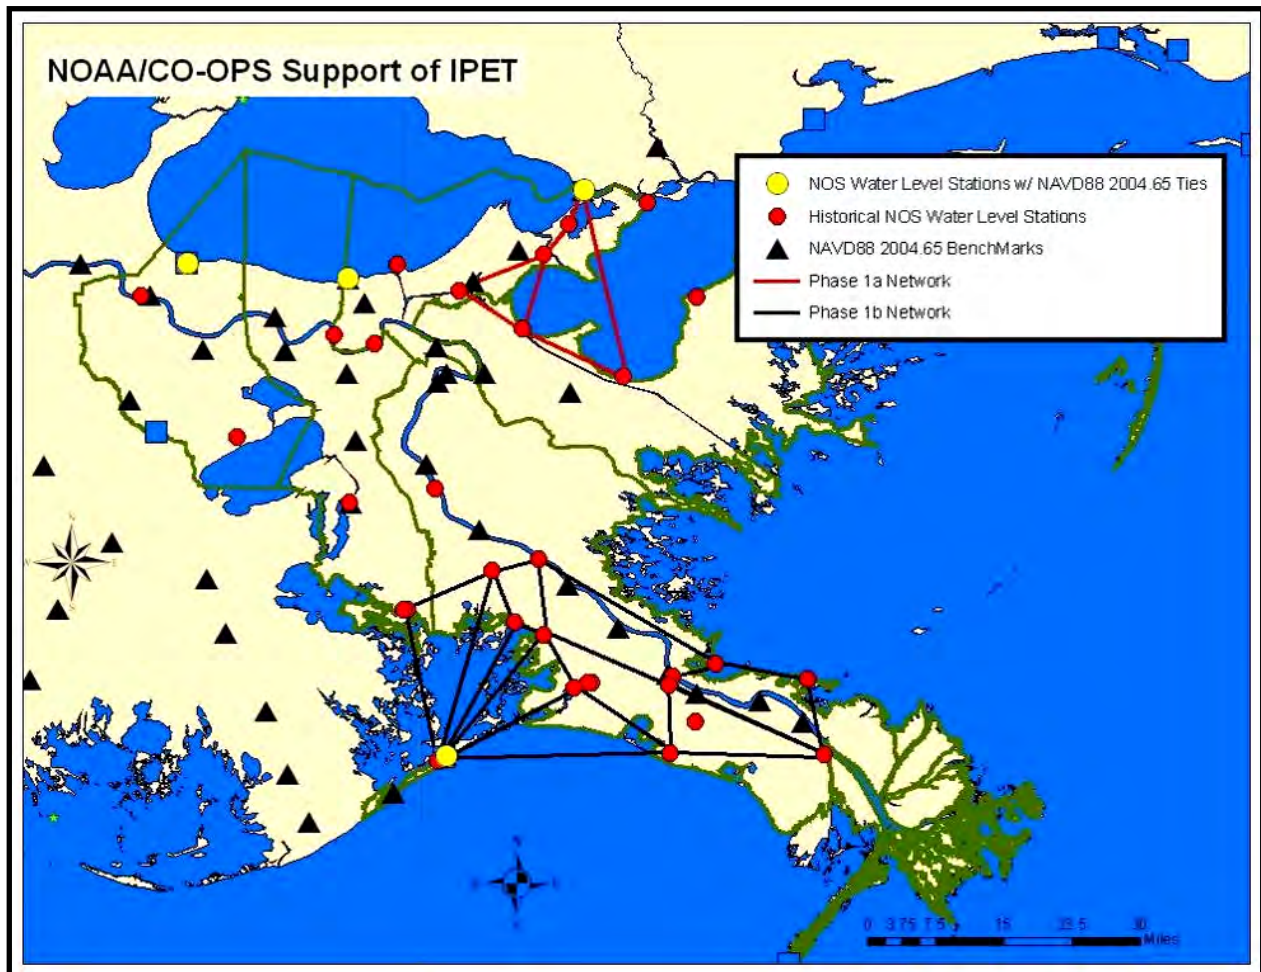 NOAA/CO-OPS Support of IPET
NOS Water Level Stations w/ NAVD88 2004.65 Ties
Historical NOS Water Level Stations
NAVD88 2004.65 BenchMarks
Phase 1a Network
Phase 1b Network
0 3.75 7.5 15 22.5 30
Miles